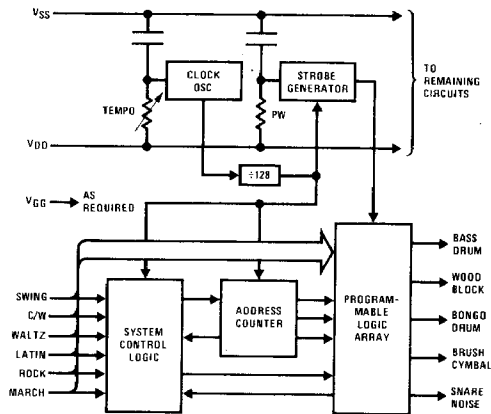 VSS
CLOCK
OSC
STROBE
GENERATOR
TO
REMAINING
CIRCUITS
TEMPO
PW
VDD
÷128
VGG
AS
REQUIRED
SWING
C/W
WALTZ
LATIN
ROCK
MARCH
SYSTEM
CONTROL
LOGIC
ADDRESS
COUNTER
PROGRAM-
MABLE
LOGIC
ARRAY
BASS
DRUM
WOOD
BLOCK
BONGO
DRUM
BRUSH
CYMBAL
SNARE
NOISE